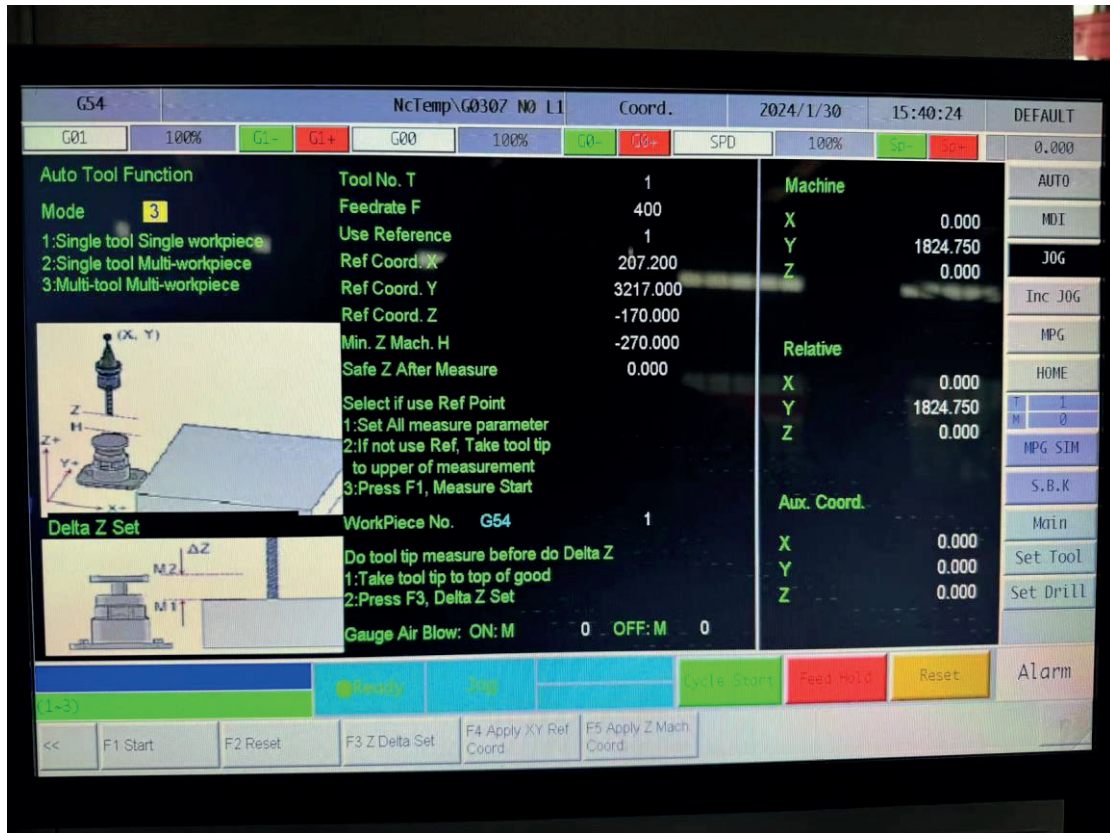 G54 NcTemp\G0307 N0 L1 Coord. 2024/1/30 15:40:24 DEFAULT
G01 100% G1- G1+ G00 100% G0- G0+ SPD 100% Sp- Sp+ 0.000
Auto Tool Function
Mode 3
1:Single tool Single workpiece
2:Single tool Multi-workpiece
3:Multi-tool Multi-workpiece
(X, Y)
Z
H
Z+
Y+
X+
Delta Z Set
ΔZ
M2
M1
Tool No. T 1
Feedrate F 400
Use Reference 1
Ref Coord. X 207.200
Ref Coord. Y 3217.000
Ref Coord. Z -170.000
Min. Z Mach. H -270.000
Safe Z After Measure 0.000
Select if use Ref Point
1:Set All measure parameter
2:If not use Ref, Take tool tip
to upper of measurement
3:Press F1, Measure Start
WorkPiece No. G54 1
Do tool tip measure before do Delta Z
1:Take tool tip to top of good
2:Press F3, Delta Z Set
Gauge Air Blow: ON: M 0 OFF: M 0
Machine
X 0.000
Y 1824.750
Z 0.000
Relative
X 0.000
Y 1824.750
Z 0.000
Aux. Coord.
X 0.000
Y 0.000
Z 0.000
AUTO
MDI
JOG
Inc JOG
MPG
HOME
T 1
M 0
MPG SIM
S.B.K
Main
Set Tool
Set Drill
(1~3)
Ready Jog Cycle Start Feed Hold Reset Alarm
<< F1 Start F2 Reset F3 Z Delta Set F4 Apply XY Ref Coord F5 Apply Z Mach. Coord.